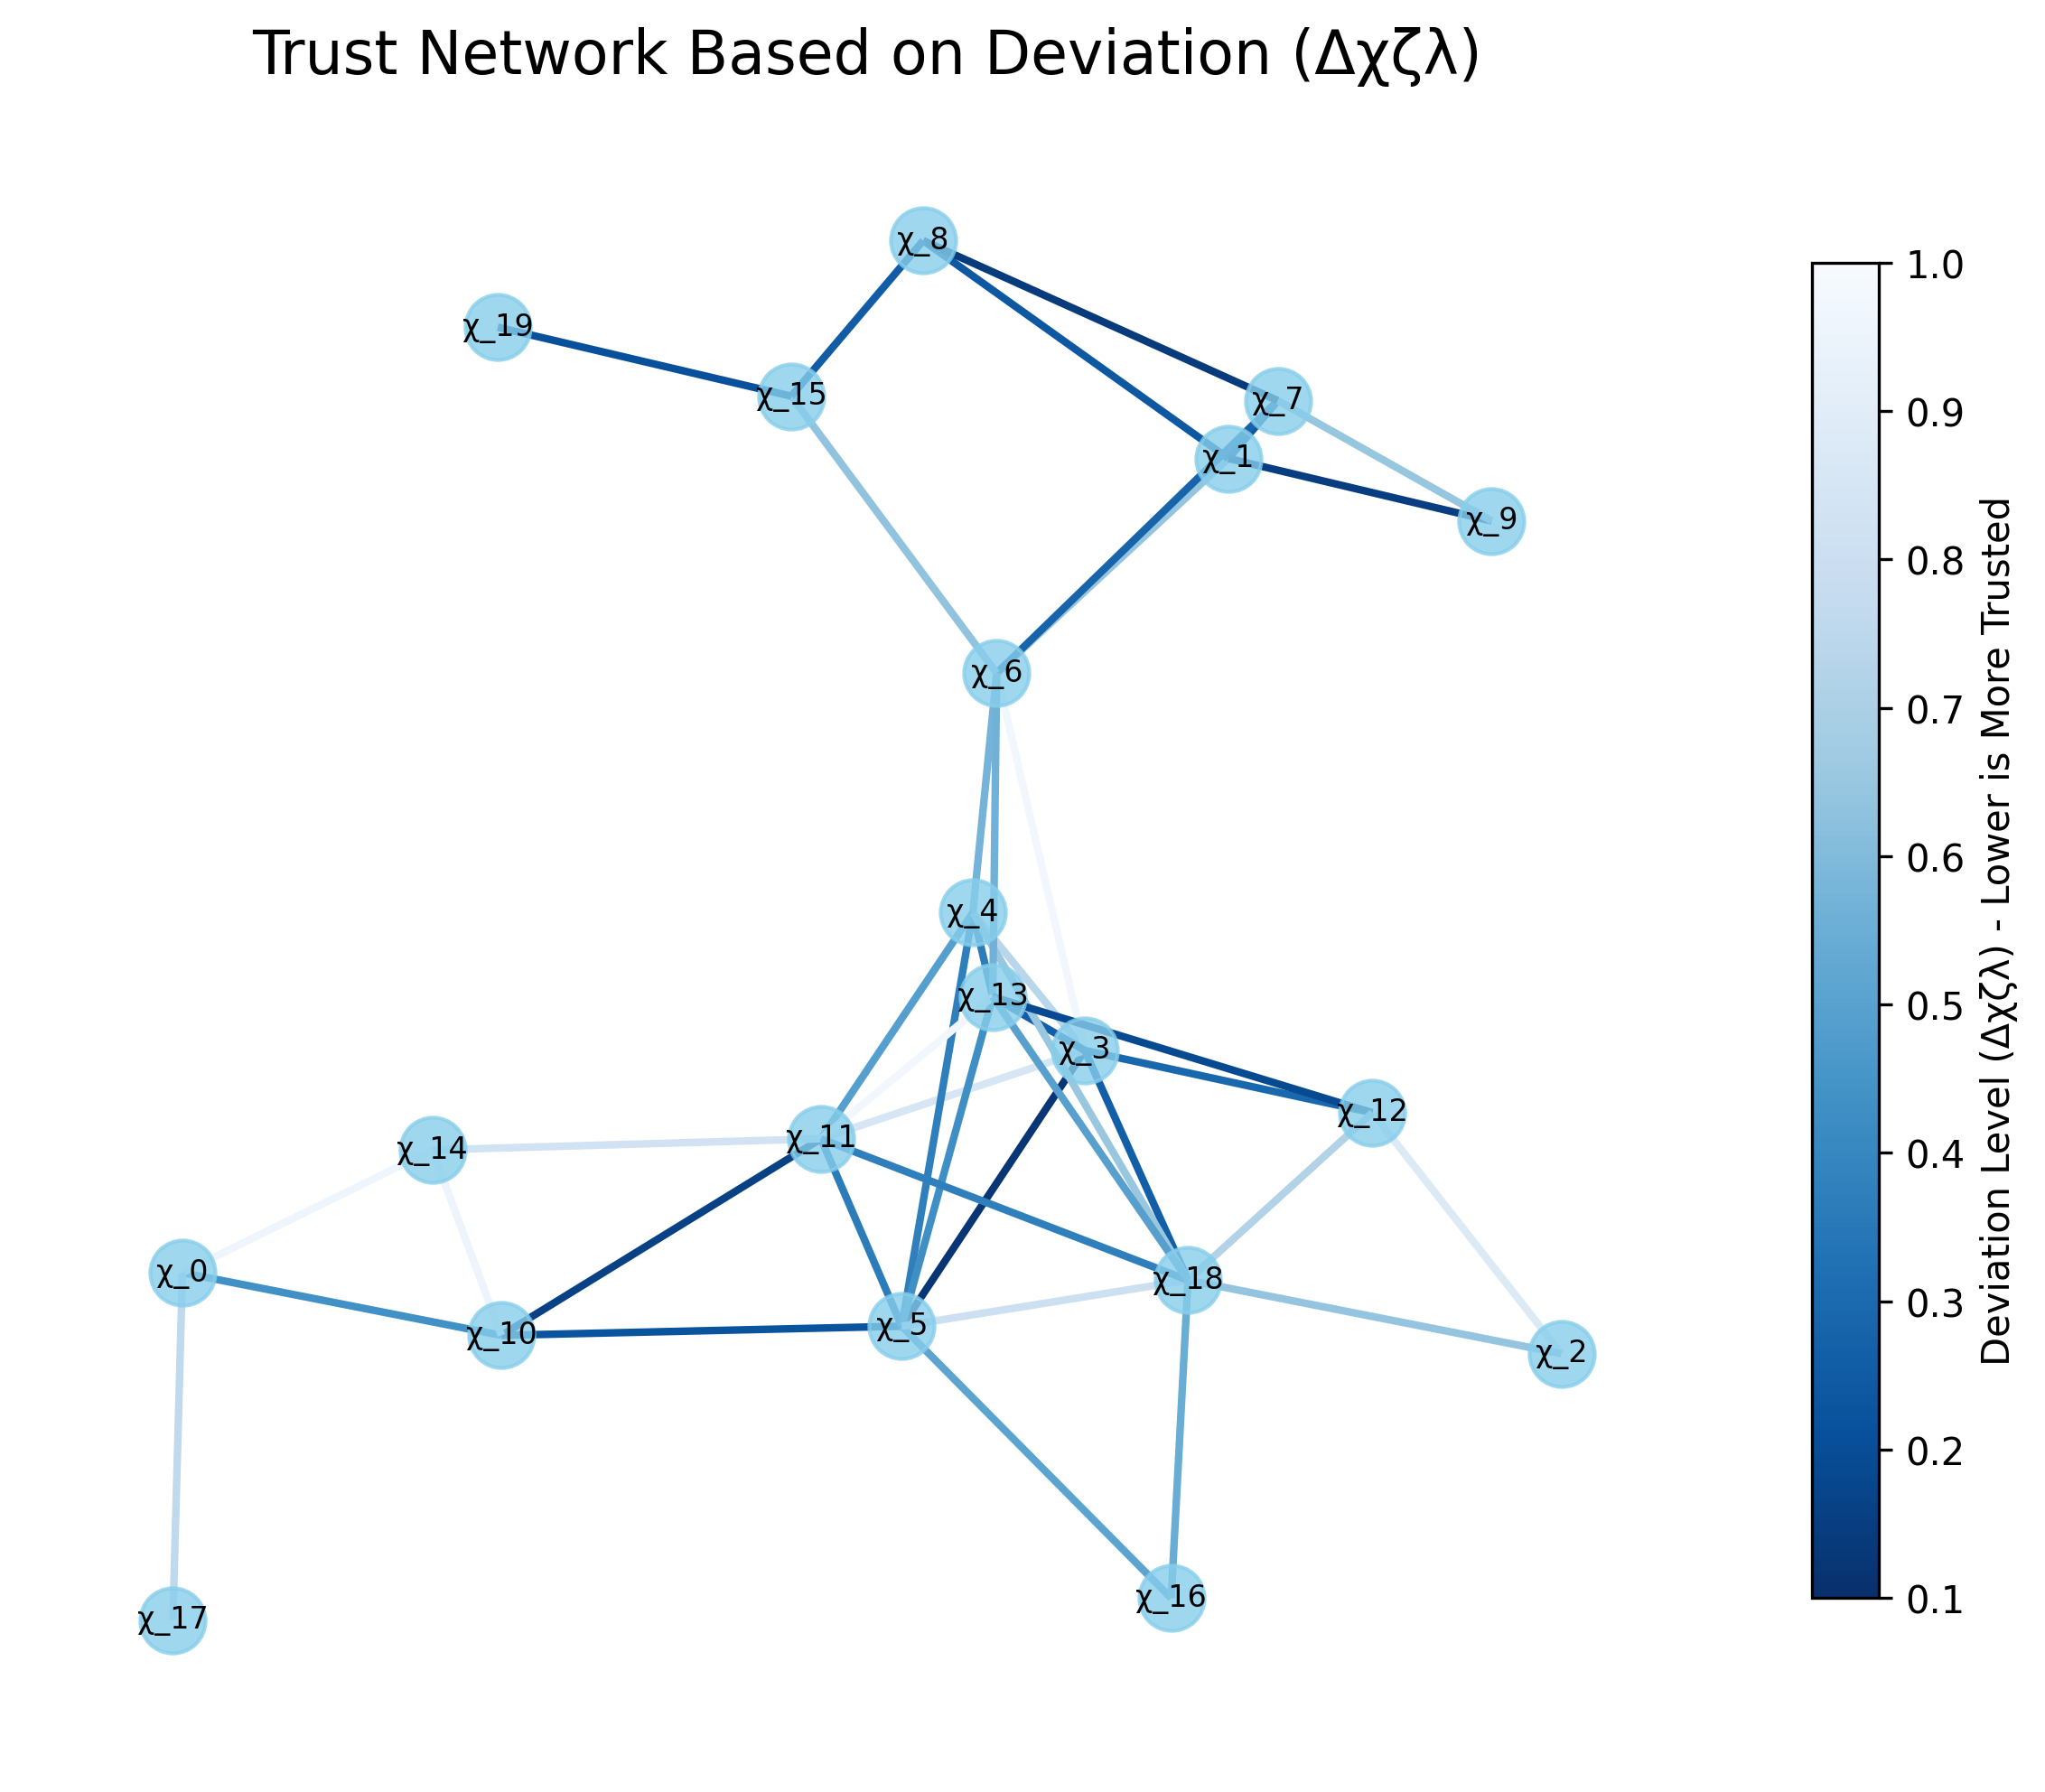 Trust Network Based on Deviation (Δχζλ)
χ_8
χ_19
χ_15
χ_7
χ_1
χ_9
χ_6
χ_4
χ_13
χ_3
χ_12
χ_11
χ_14
χ_0
χ_18
χ_10
χ_5
χ_2
χ_16
χ_17
1.0
0.9
0.8
0.7
0.6
0.5
0.4
0.3
0.2
0.1
Deviation Level (Δχζλ) - Lower is More Trusted